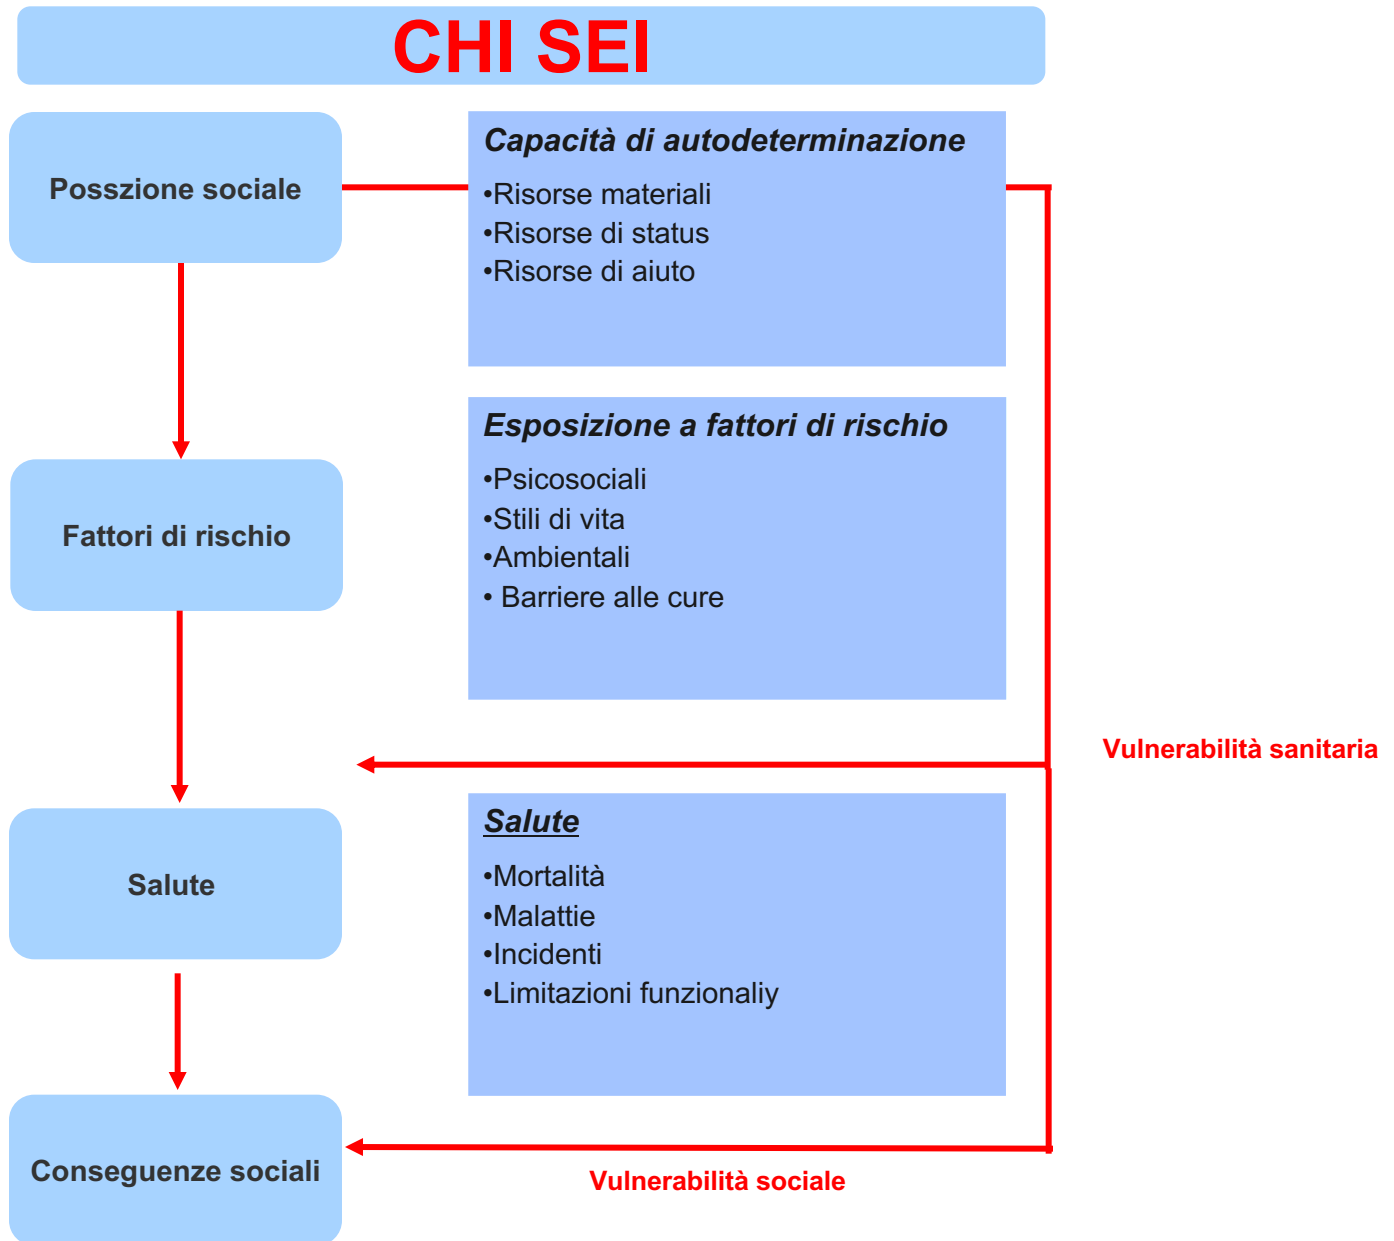 CHI SEI
Posszione sociale
Capacità di autodeterminazione
•Risorse materiali
•Risorse di status
•Risorse di aiuto
Fattori di rischio
Esposizione a fattori di rischio
•Psicosociali
•Stili di vita
•Ambientali
• Barriere alle cure
Vulnerabilità sanitaria
Salute
Salute
•Mortalità
•Malattie
•Incidenti
•Limitazioni funzionaliy
Conseguenze sociali
Vulnerabilità sociale